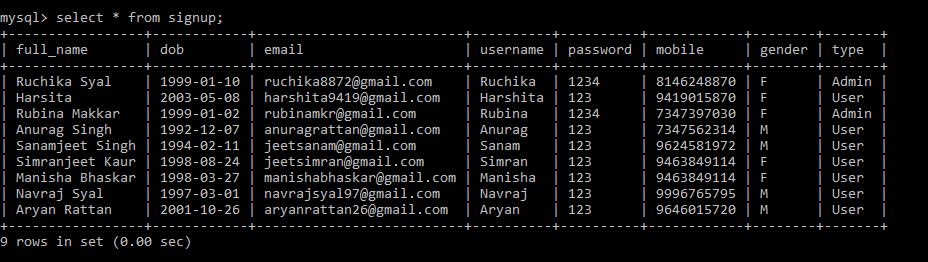 mysql> select * from signup;
+-----------------+------------+--------------------------+----------+----------+------------+--------+-------+
| full_name | dob | email | username | password | mobile | gender | type |
+-----------------+------------+--------------------------+----------+----------+------------+--------+-------+
| Ruchika Syal | 1999-01-10 | ruchika8872@gmail.com | Ruchika | 1234 | 8146248870 | F | Admin |
| Harsita | 2003-05-08 | harshita9419@gmail.com | Harshita | 123 | 9419015870 | F | User |
| Rubina Makkar | 1999-01-02 | rubinamkr@gmail.com | Rubina | 1234 | 7347397030 | F | Admin |
| Anurag Singh | 1992-12-07 | anuragrattan@gmail.com | Anurag | 123 | 7347562314 | M | User |
| Sanamjeet Singh | 1994-02-11 | jeetsanam@gmail.com | Sanam | 123 | 9624581972 | M | User |
| Simranjeet Kaur | 1998-08-24 | jeetsimran@gmail.com | Simran | 123 | 9463849114 | F | User |
| Manisha Bhaskar | 1998-03-27 | manishabhaskar@gmail.com | Manisha | 123 | 9463849114 | F | User |
| Navraj Syal | 1997-03-01 | navrajsyal97@gmail.com | Navraj | 123 | 9996765795 | M | User |
| Aryan Rattan | 2001-10-26 | aryanrattan26@gmail.com | Aryan | 123 | 9646015720 | M | User |
+-----------------+------------+--------------------------+----------+----------+------------+--------+-------+
9 rows in set (0.00 sec)